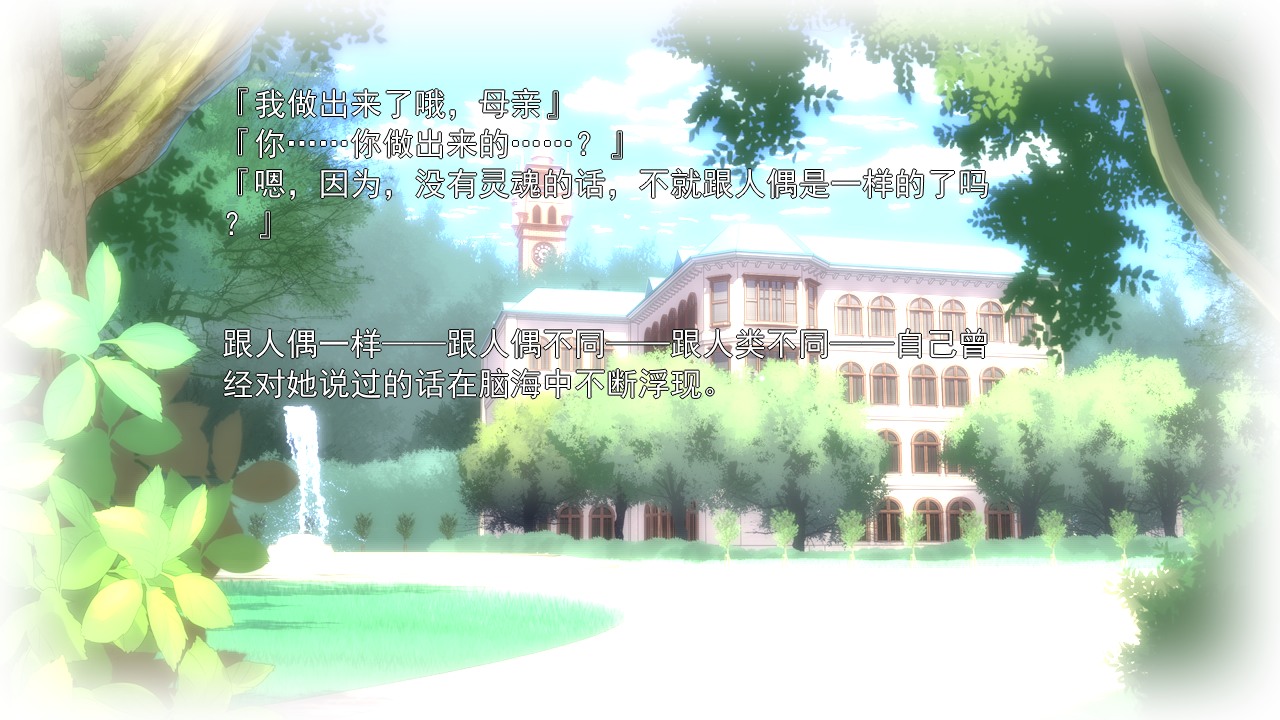 『我做出来了哦，母亲』
『你……你做出来的……？』
『嗯，因为，没有灵魂的话，不就跟人偶是一样的了吗
？』
跟人偶一样——跟人偶不同——跟人类不同——自己曾
经对她说过的话在脑海中不断浮现。